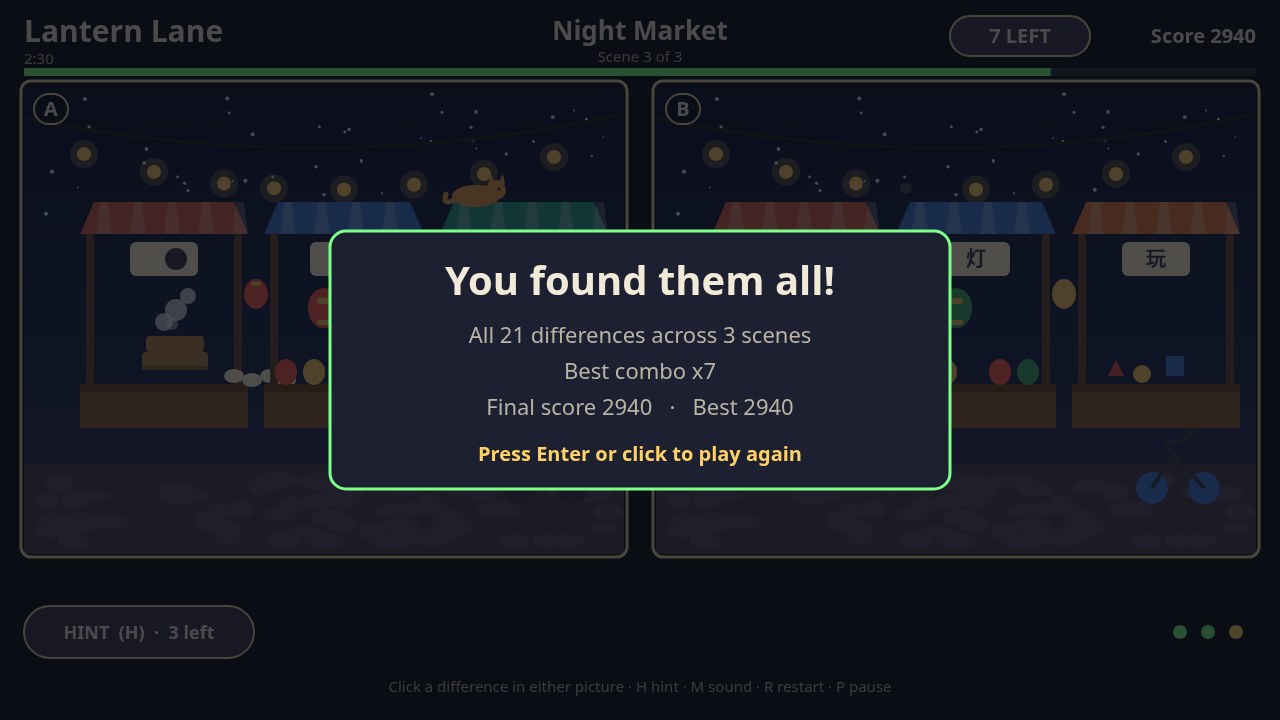 Lantern Lane
2:30
Night Market
Scene 3 of 3
7 LEFT
Score 2940
A
B
灯
玩
You found them all!
All 21 differences across 3 scenes
Best combo x7
Final score 2940 · Best 2940
Press Enter or click to play again
HINT (H) · 3 left
Click a difference in either picture · H hint · M sound · R restart · P pause